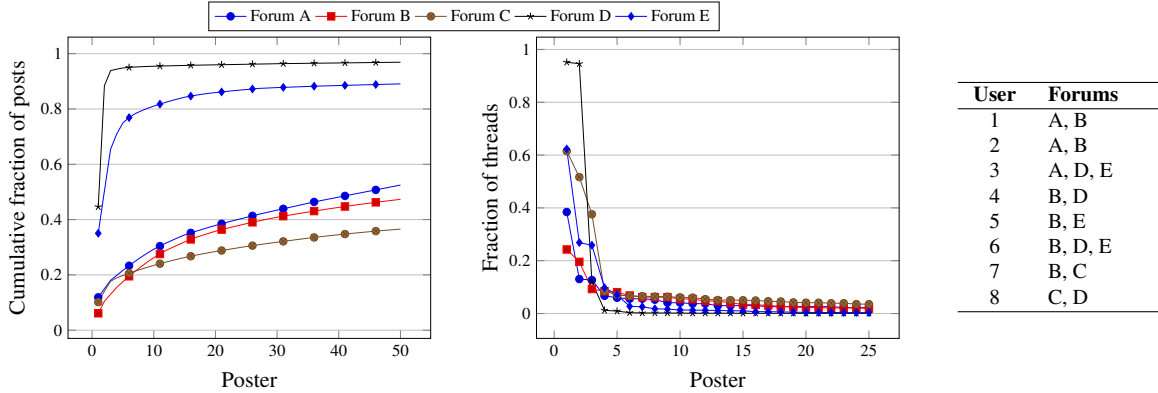 Forum A Forum B Forum C Forum D Forum E
Cumulative fraction of posts
1
0.8
0.6
0.4
0.2
0
0 10 20 30 40 50
Poster
Fraction of threads
1
0.8
0.6
0.4
0.2
0
0 5 10 15 20 25
Poster
User Forums
1 A, B
2 A, B
3 A, D, E
4 B, D
5 B, E
6 B, D, E
7 B, C
8 C, D